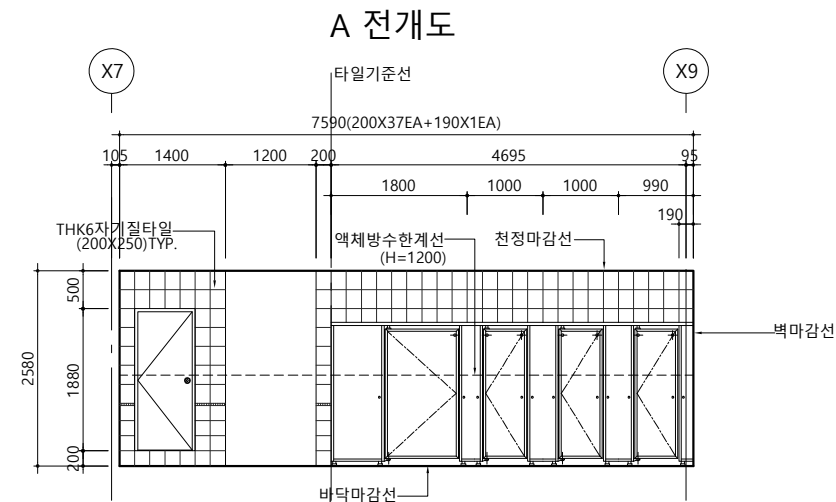 A 전개도
X7
X9
타일기준선
7590(200X37EA+190X1EA)
105
1400
1200
200
4695
95
1800
1000
1000
990
190
THK6자기질타일
(200X250)TYP.
액체방수한계선
(H=1200)
천정마감선
500
2580
1880
200
벽마감선
바닥마감선